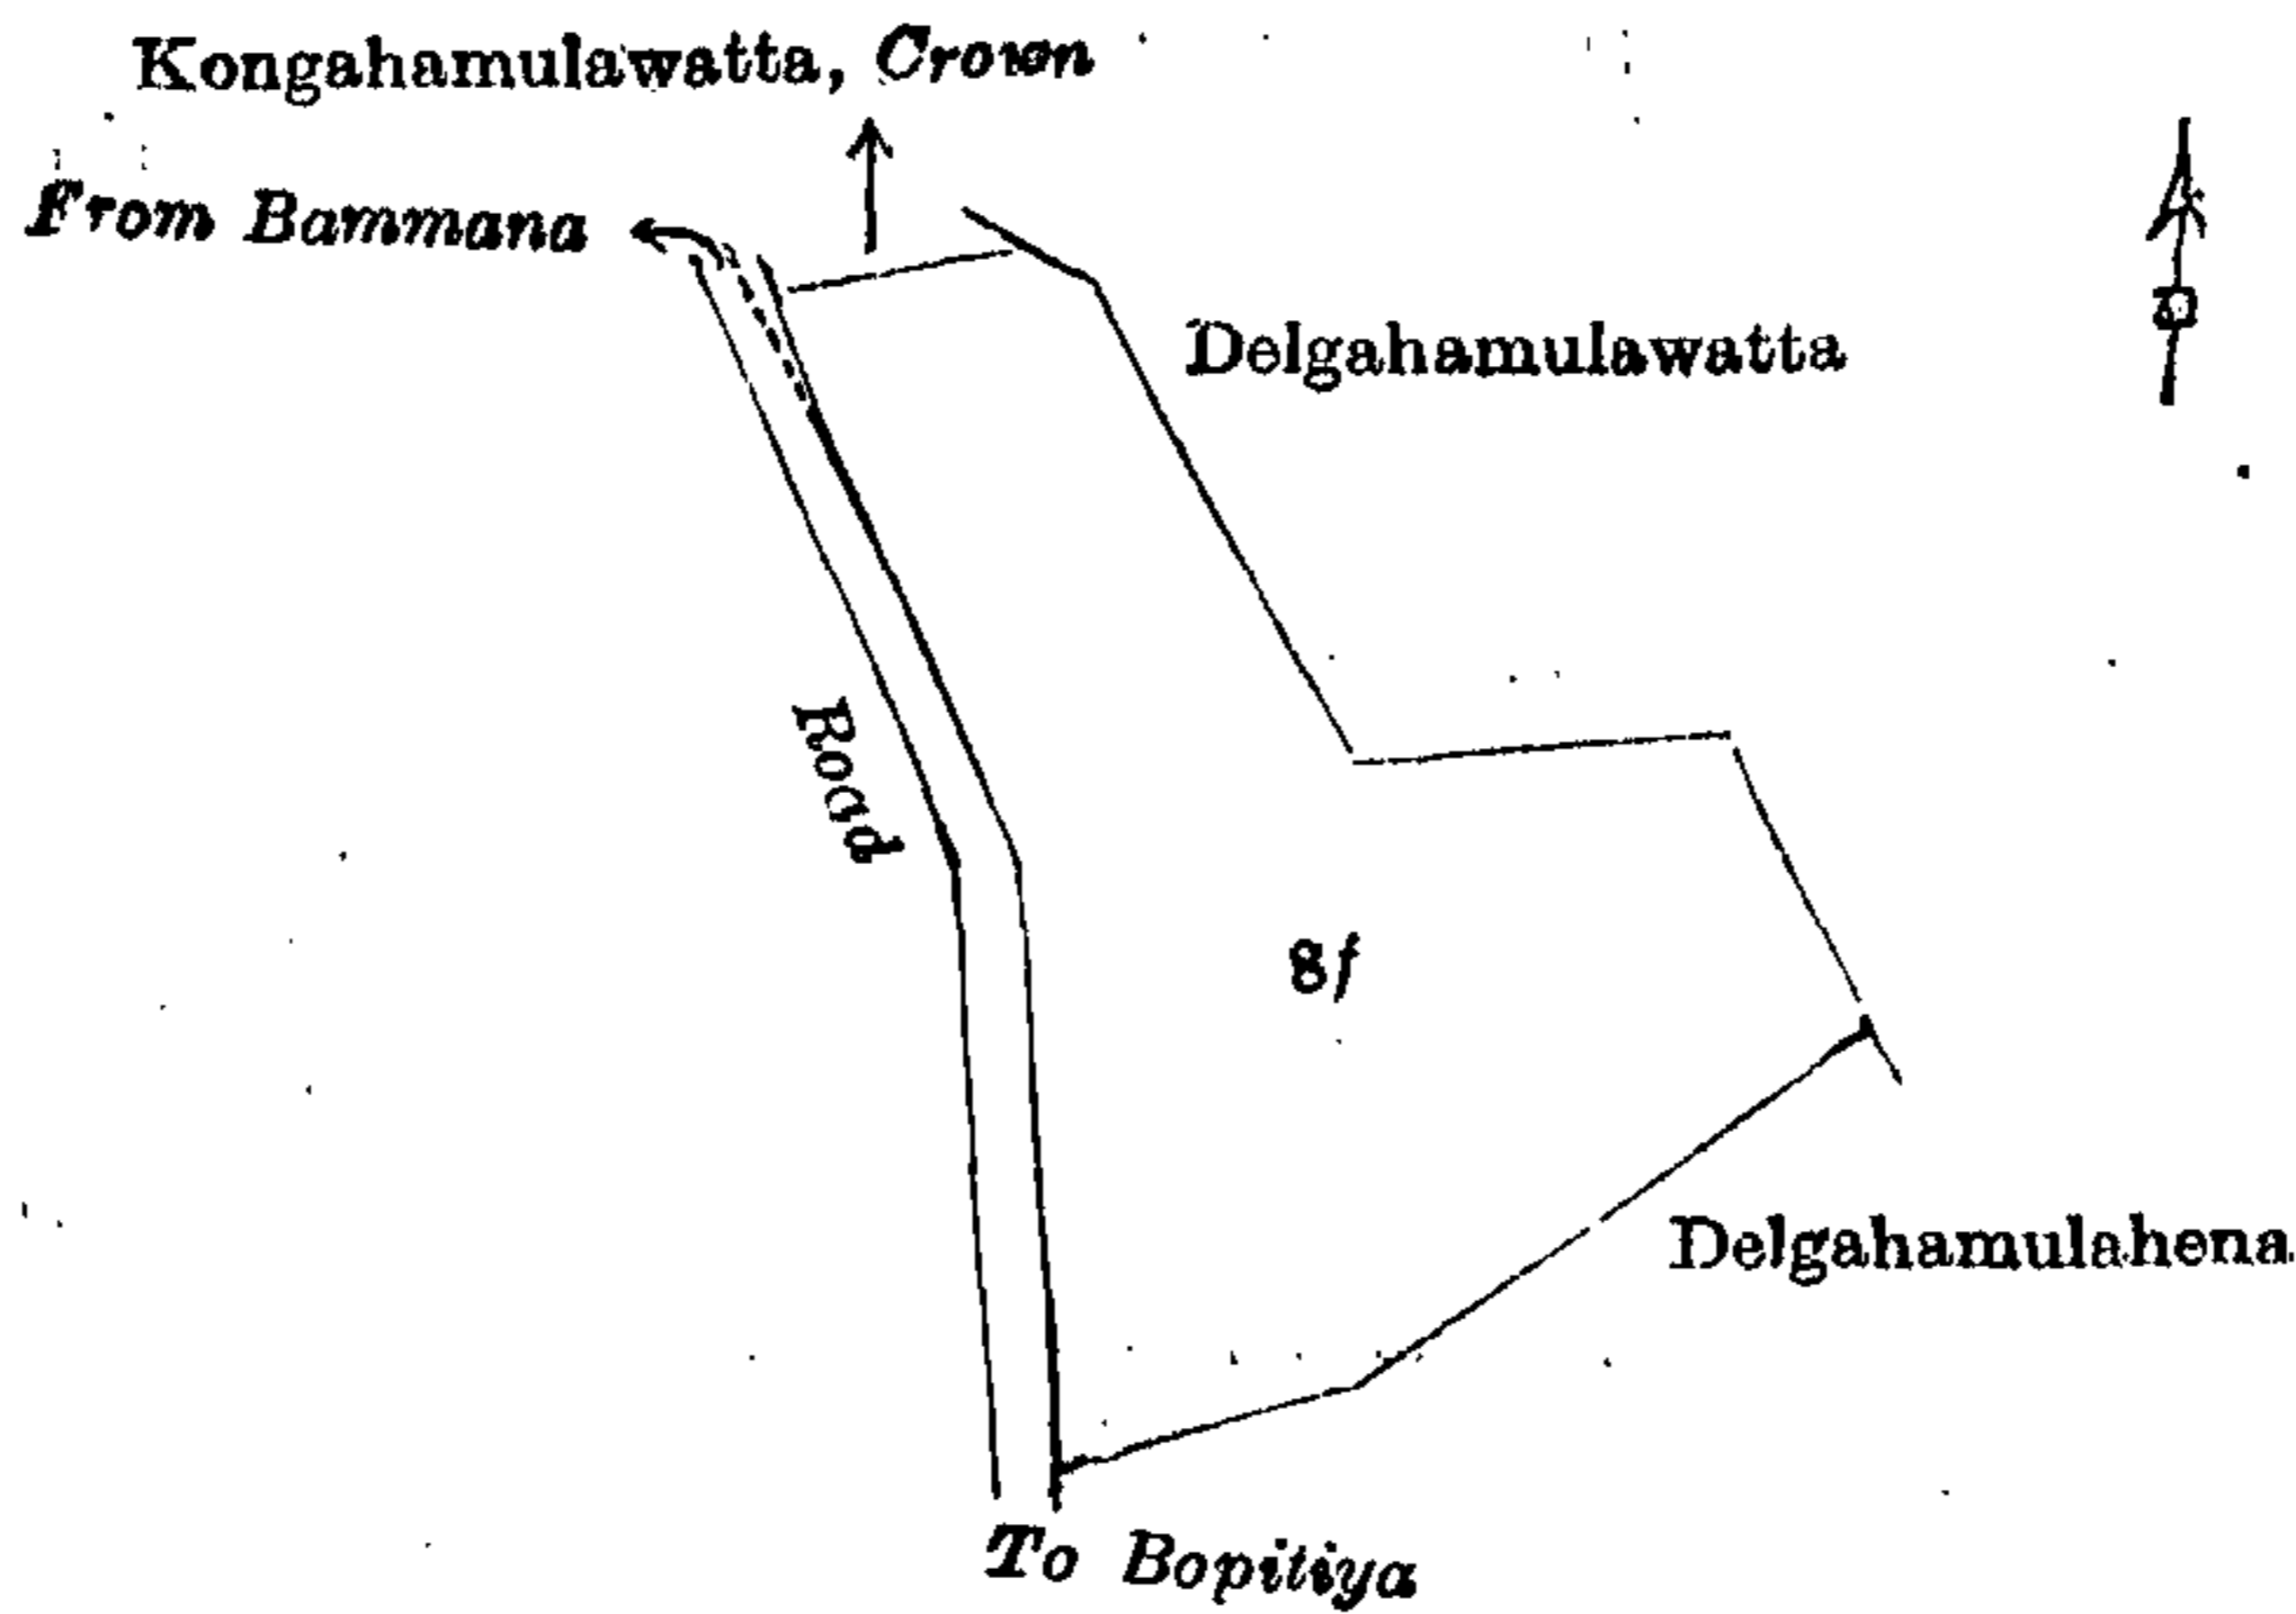 Kongahamulawatta, Crown
From Bammana
Delgahamulawatta
Road
8f
Delgahamulahena
To Bopitiya